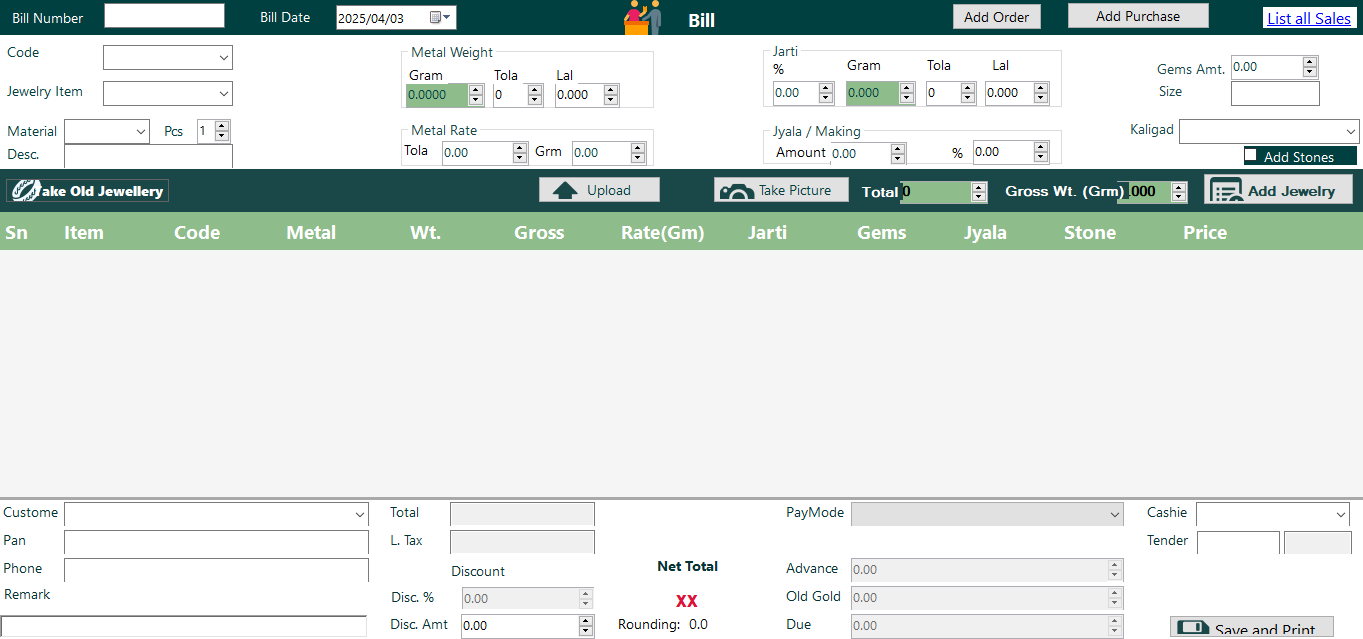 Bill Number Bill Date 2025/04/03 Bill Add Order Add Purchase List all Sales
Code
Jewelry Item
Material Pcs 1
Desc.
Metal Weight
Gram Tola Lal
0.0000 0 0.000
Metal Rate
Tola 0.00 Grm 0.00
Jarti
% Gram Tola Lal
0.00 0.000 0 0.000
Jyala / Making
Amount 0.00 % 0.00
Gems Amt. 0.00
Size
Kaligad
Add Stones
ake Old Jewellery Upload Take Picture Total 0 Gross Wt. (Grm) .000 Add Jewelry
Sn Item Code Metal Wt. Gross Rate(Gm) Jarti Gems Jyala Stone Price
Custome
Pan
Phone
Remark
Total
L. Tax
Discount
Disc. % 0.00
Disc. Amt 0.00
Net Total
XX
Rounding: 0.0
PayMode
Advance 0.00
Old Gold 0.00
Due 0.00
Cashie
Tender
Save and Print